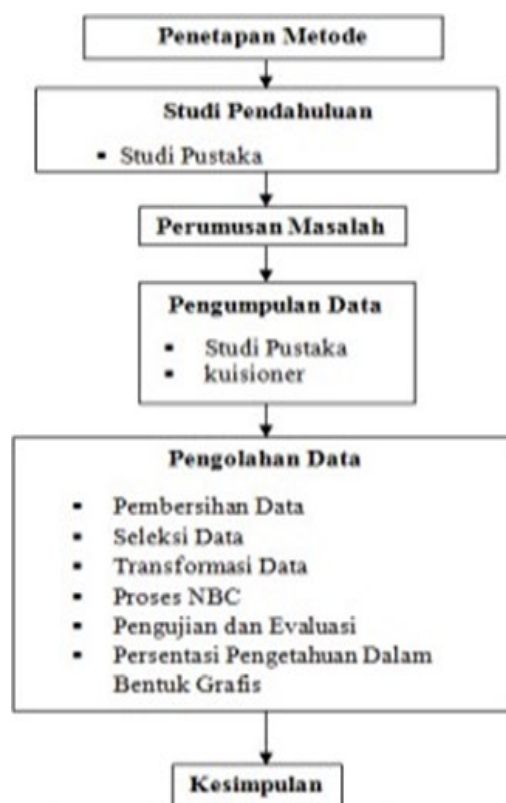 Penetapan Metode
Studi Pendahuluan
▪ Studi Pustaka
Perumusan Masalah
Pengumpulan Data
▪ Studi Pustaka
▪ kuisioner
Pengolahan Data
▪ Pembersihan Data
▪ Seleksi Data
▪ Transformasi Data
▪ Proses NBC
▪ Pengujian dan Evaluasi
▪ Persentasi Pengetahuan Dalam
Bentuk Grafis
Kesimpulan